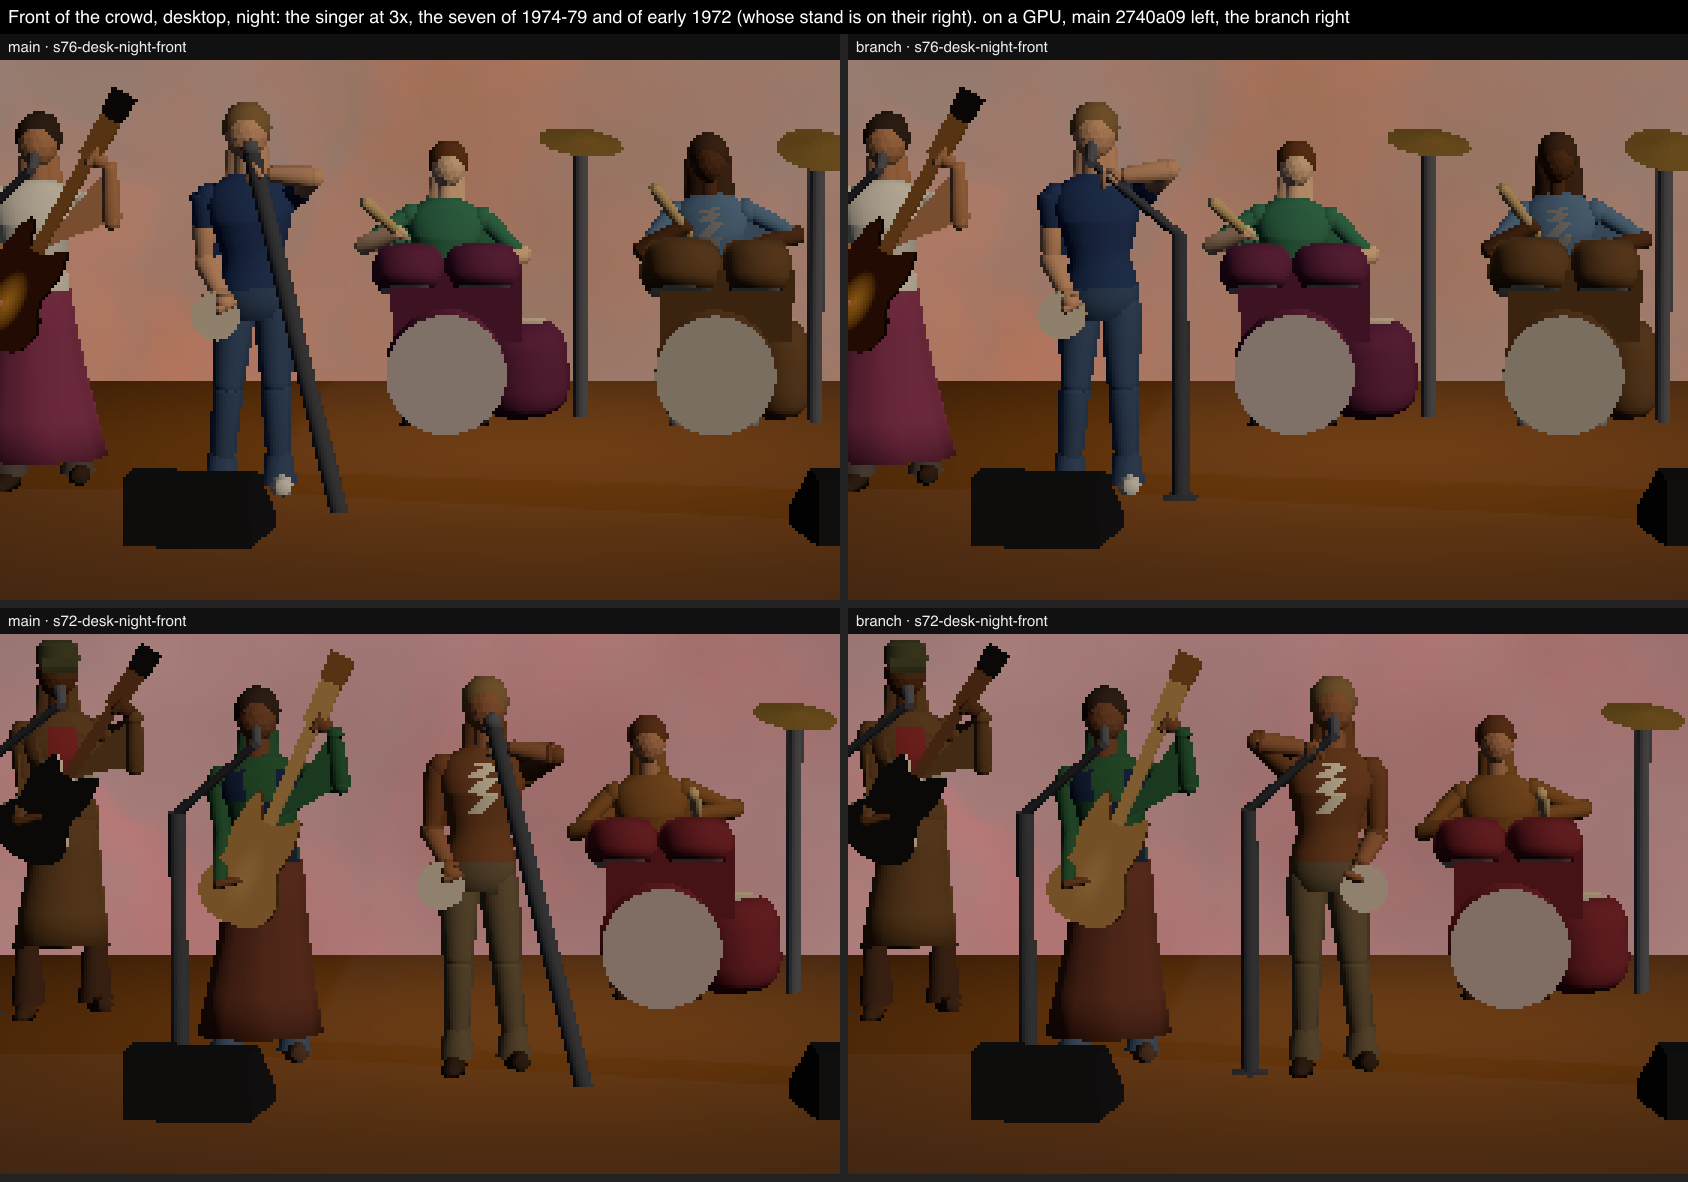 Front of the crowd, desktop, night: the singer at 3x, the seven of 1974-79 and of early 1972 (whose stand is on their right). on a GPU, main 2740a09 left, the branch right
main · s76-desk-night-front
branch · s76-desk-night-front
main · s72-desk-night-front
branch · s72-desk-night-front